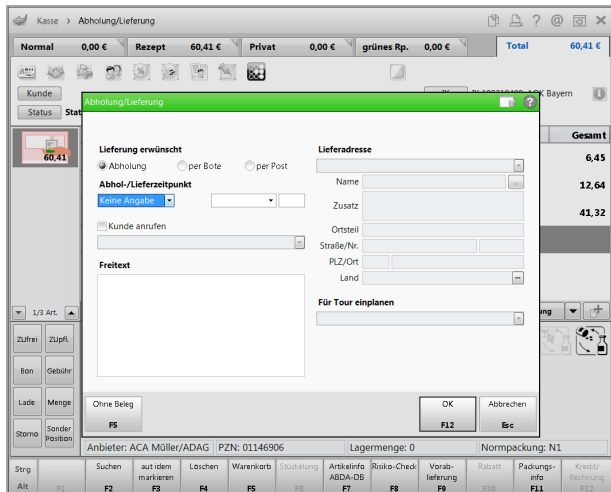 Kasse › Abholung/Lieferung
Normal 0,00 € Rezept 60,41 € Privat 0,00 € grünes Rp. 0,00 € Total 60,41 €
Kunde
Status
Abholung/Lieferung
Gesamt
60,41
6,45
12,64
41,32
Lieferung erwünscht
Abholung per Bote per Post
Abhol-/Lieferzeitpunkt
Keine Angabe
Kunde anrufen
Freitext
Lieferadresse
Name
Zusatz
Ortsteil
Straße/Nr.
PLZ/Ort
Land
Für Tour einplanen
1/3 Art.
ZUfrei ZUpfl.
Bon Gebühr
Lade Menge
Storno Sonder Position
Ohne Beleg
F5
OK
F12
Abbrechen
Esc
Anbieter: ACA Müller/ADAG PZN: 01146906 Lagermenge: 0 Normpackung: N1
Strg Suchen aut idem Löschen Warenkorb Stückelung Artikelinfo Risiko-Check Vorab- Rabatt Packungs- Kredit/
markieren ABDA-DB lieferung info Rechnung
Alt F1 F2 F3 F4 F5 F6 F7 F8 F9 F10 F11 F12